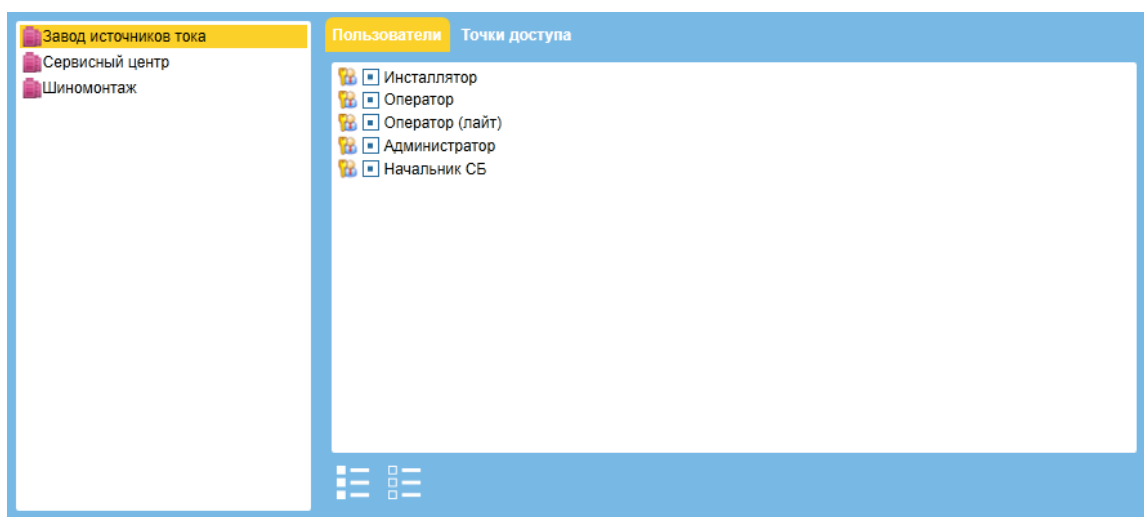 Завод источников тока
Сервисный центр
Шиномонтаж
Пользователи Точки доступа
Инсталлятор
Оператор
Оператор (лайт)
Администратор
Начальник СБ